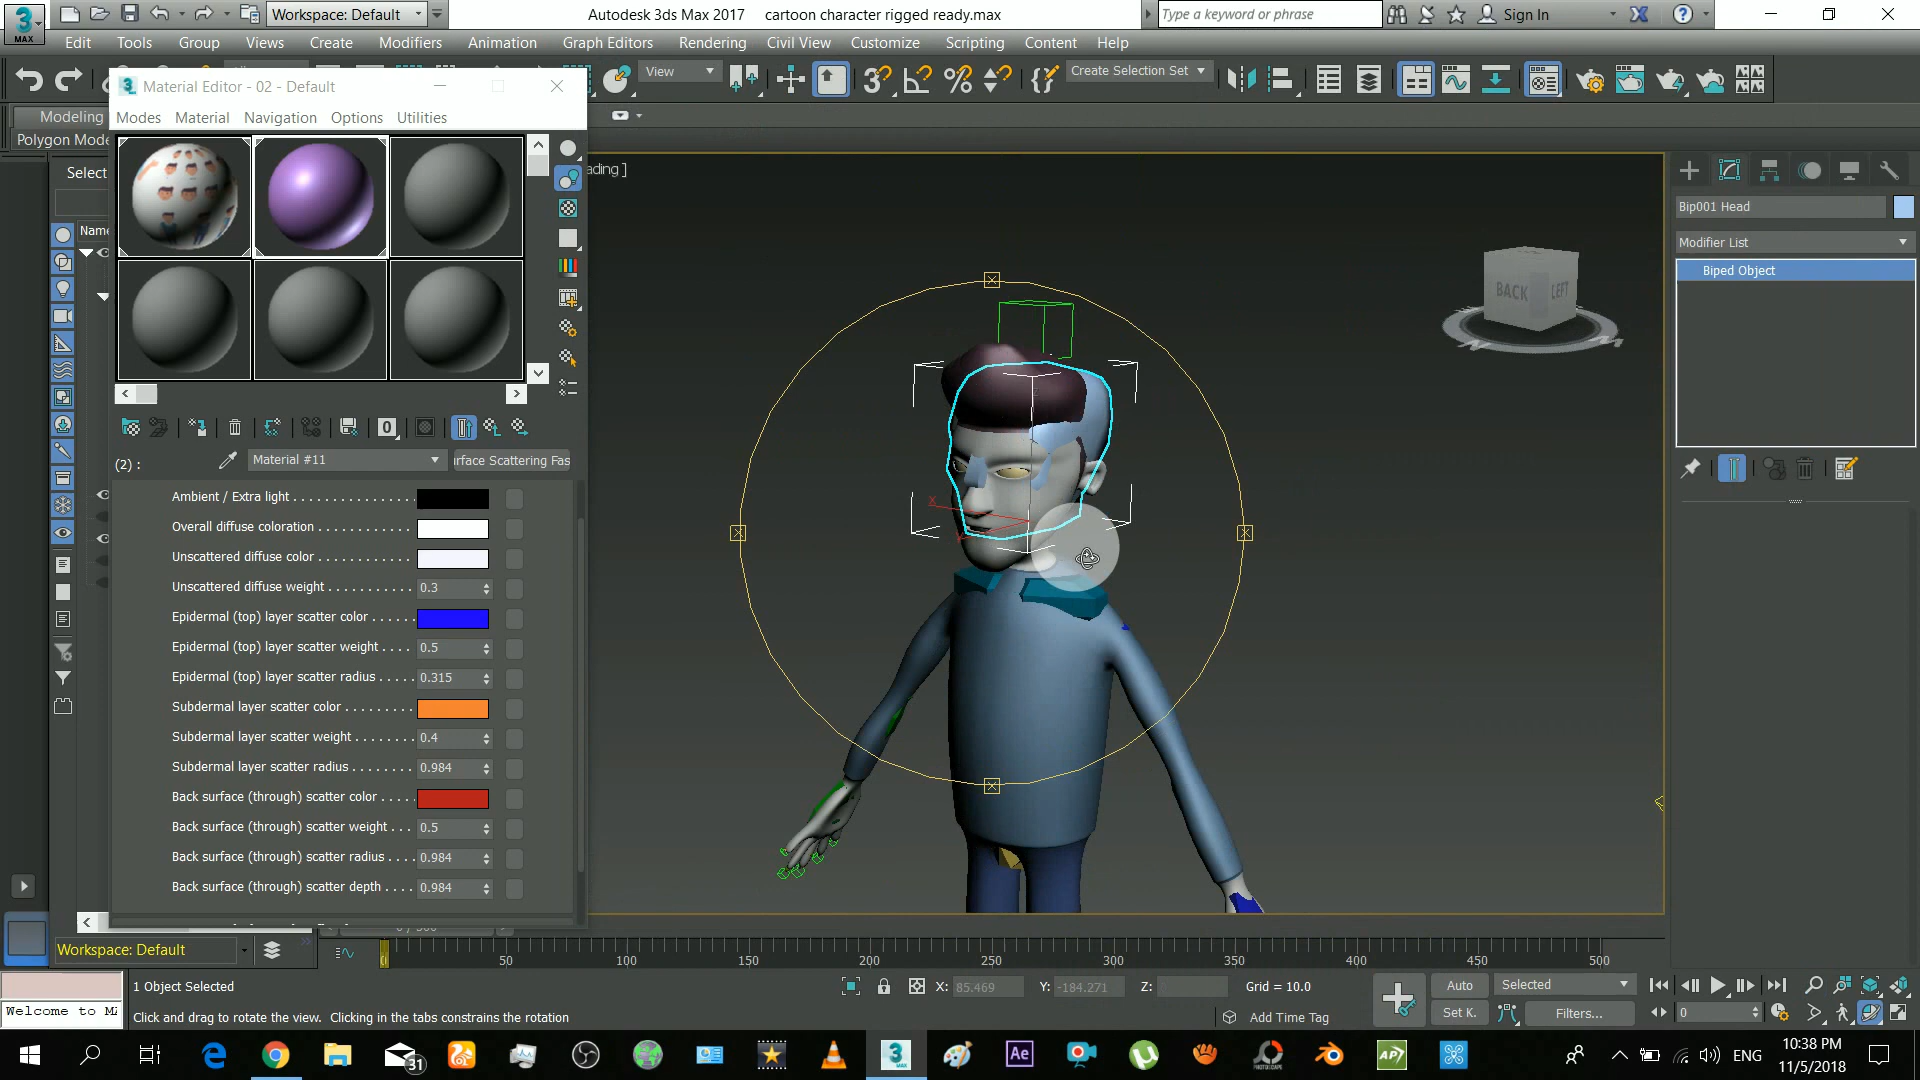 Workspace: Default
Autodesk 3ds Max 2017 cartoon character rigged ready.max
Type a keyword or phrase
Sign In
3
MAX
Edit Tools Group Views Create Modifiers Animation Graph Editors Rendering Civil View Customize Scripting Content Help
View
Create Selection Set
Material Editor - 02 - Default
Modeling
Modes Material Navigation Options Utilities
Polygon Mode
Select
Name
ading ]
Bip001 Head
Modifier List
Biped Object
BACK LEFT
(2) :
Material #11
urface Scattering Fas
Ambient / Extra light
Overall diffuse coloration
Unscattered diffuse color
Unscattered diffuse weight 0.3
Epidermal (top) layer scatter color
Epidermal (top) layer scatter weight 0.5
Epidermal (top) layer scatter radius 0.315
Subdermal layer scatter color
Subdermal layer scatter weight 0.4
Subdermal layer scatter radius 0.984
Back surface (through) scatter color
Back surface (through) scatter weight 0.5
Back surface (through) scatter radius 0.984
Back surface (through) scatter depth 0.984
Workspace: Default
0 50 100 150 200 250 300 350 400 450 500
1 Object Selected
X: 85.469 Y: -184.271 Z:
Grid = 10.0
Auto
Selected
Welcome to MA
Click and drag to rotate the view. Clicking in the tabs constrains the rotation
Add Time Tag
Set K.
Filters...
0
31
3
MAX
Ae
ENG
10:38 PM
11/5/2018